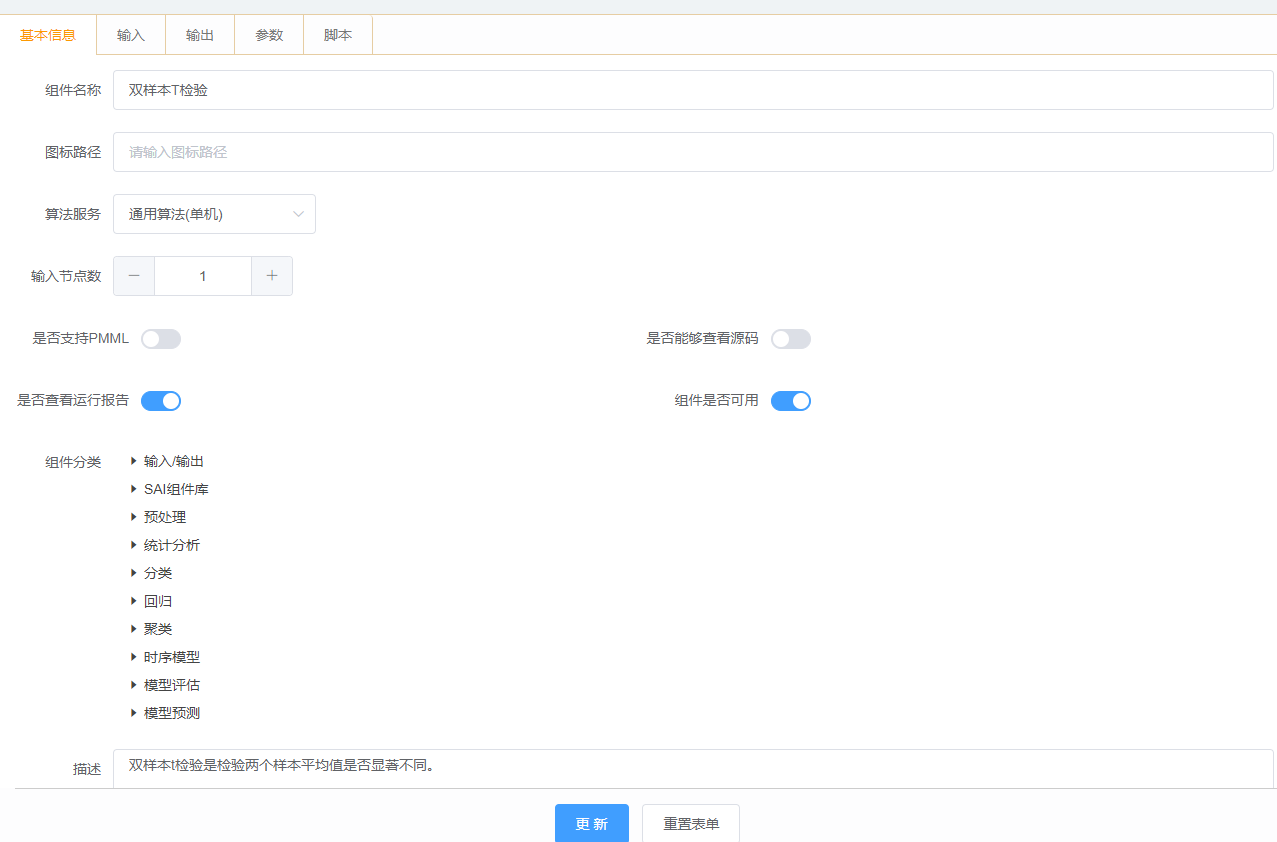 基本信息 输入 输出 参数 脚本
组件名称 双样本T检验
图标路径 请输入图标路径
算法服务 通用算法(单机)
输入节点数 1
是否支持PMML 是否能够查看源码
是否查看运行报告 组件是否可用
组件分类 输入/输出
SAI组件库
预处理
统计分析
分类
回归
聚类
时序模型
模型评估
模型预测
描述 双样本t检验是检验两个样本平均值是否显著不同。
更新 重置表单